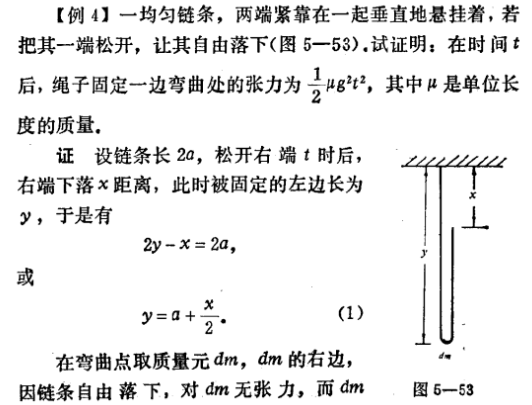 【例 4】一均匀链条，两端紧靠在一起垂直地悬挂着，若
把其一端松开，让其自由落下(图 5—53).试证明：在时间 t
后，绳子固定一边弯曲处的张力为 1/2 μg²t²，其中 μ 是单位长
度的质量.
证 设链条长 2a，松开右 端 t 时后，
右端下落 x 距离，此时被固定的左边长为
y，于是有
2y－x＝2a，
或
y＝a＋x/2. (1)
在弯曲点取质量元 dm，dm 的右边，
因链条自由 落 下，对 dm 无张 力，而 dm
x
y
dm
图 5—53